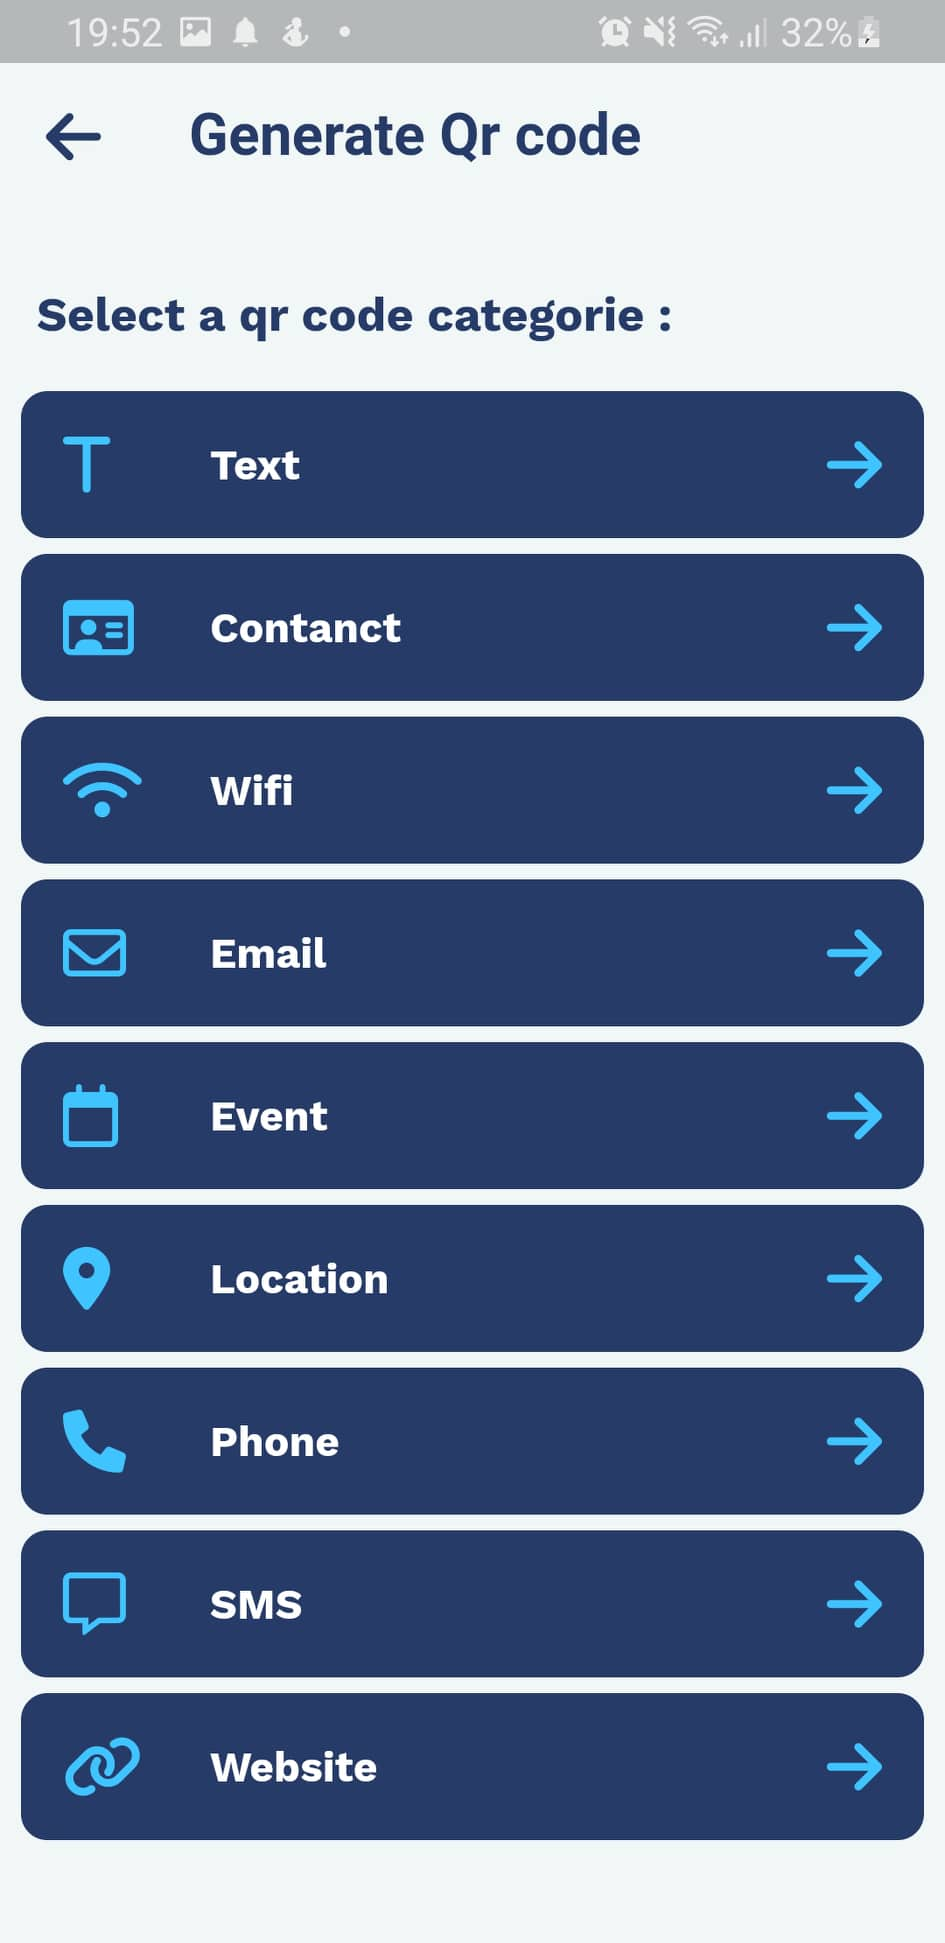 19:52
32%
Generate Qr code
Select a qr code categorie :
Text
Contanct
Wifi
Email
Event
Location
Phone
SMS
Website